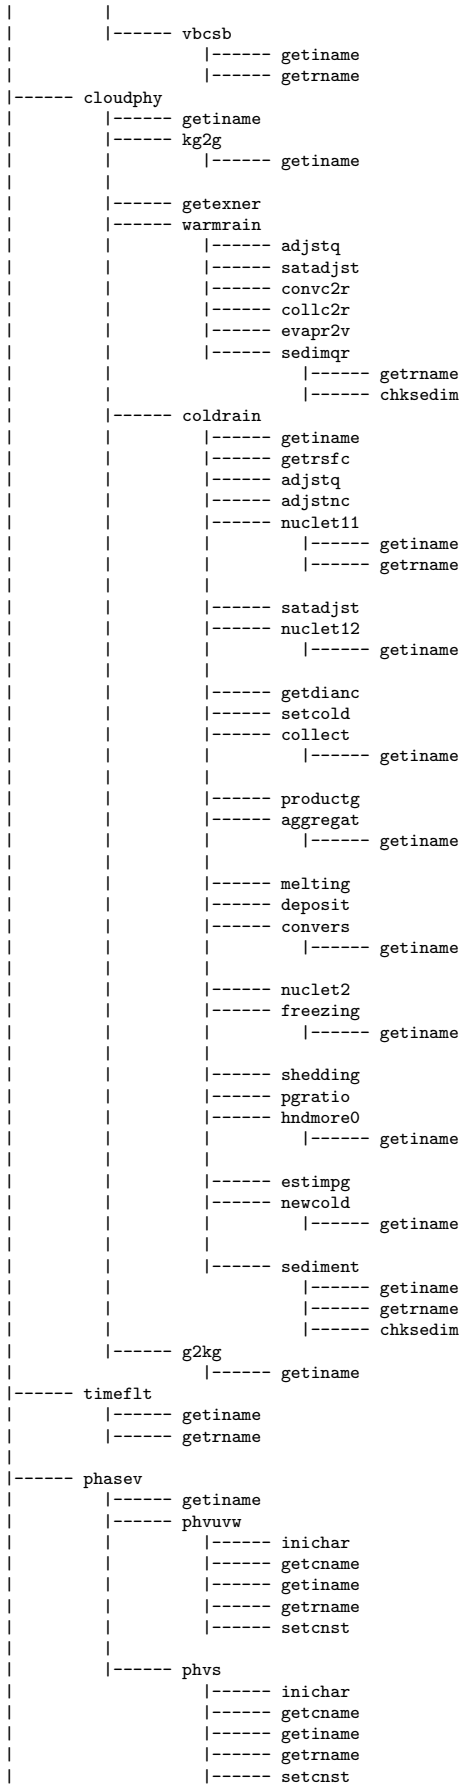 |          |
|          |------ vbcsb
|                     |------ getiname
|                     |------ getrname
|------ cloudphy
|          |------ getiname
|          |------ kg2g
|          |          |------ getiname
|          |
|          |------ getexner
|          |------ warmrain
|          |          |------ adjstq
|          |          |------ satadjst
|          |          |------ convc2r
|          |          |------ collc2r
|          |          |------ evapr2v
|          |          |------ sedimqr
|          |                     |------ getrname
|          |                     |------ chksedim
|          |------ coldrain
|          |          |------ getiname
|          |          |------ getrsfc
|          |          |------ adjstq
|          |          |------ adjstnc
|          |          |------ nuclet11
|          |          |          |------ getiname
|          |          |          |------ getrname
|          |          |
|          |          |------ satadjst
|          |          |------ nuclet12
|          |          |          |------ getiname
|          |          |
|          |          |------ getdianc
|          |          |------ setcold
|          |          |------ collect
|          |          |          |------ getiname
|          |          |
|          |          |------ productg
|          |          |------ aggregat
|          |          |          |------ getiname
|          |          |
|          |          |------ melting
|          |          |------ deposit
|          |          |------ convers
|          |          |          |------ getiname
|          |          |
|          |          |------ nuclet2
|          |          |------ freezing
|          |          |          |------ getiname
|          |          |
|          |          |------ shedding
|          |          |------ pgratio
|          |          |------ hndmore0
|          |          |          |------ getiname
|          |          |
|          |          |------ estimpg
|          |          |------ newcold
|          |          |          |------ getiname
|          |          |
|          |          |------ sediment
|          |                     |------ getiname
|          |                     |------ getrname
|          |                     |------ chksedim
|          |------ g2kg
|                     |------ getiname
|------ timeflt
|          |------ getiname
|          |------ getrname
|
|------ phasev
|          |------ getiname
|          |------ phvuvw
|          |          |------ inichar
|          |          |------ getcname
|          |          |------ getiname
|          |          |------ getrname
|          |          |------ setcnst
|          |
|          |------ phvs
|                     |------ inichar
|                     |------ getcname
|                     |------ getiname
|                     |------ getrname
|                     |------ setcnst